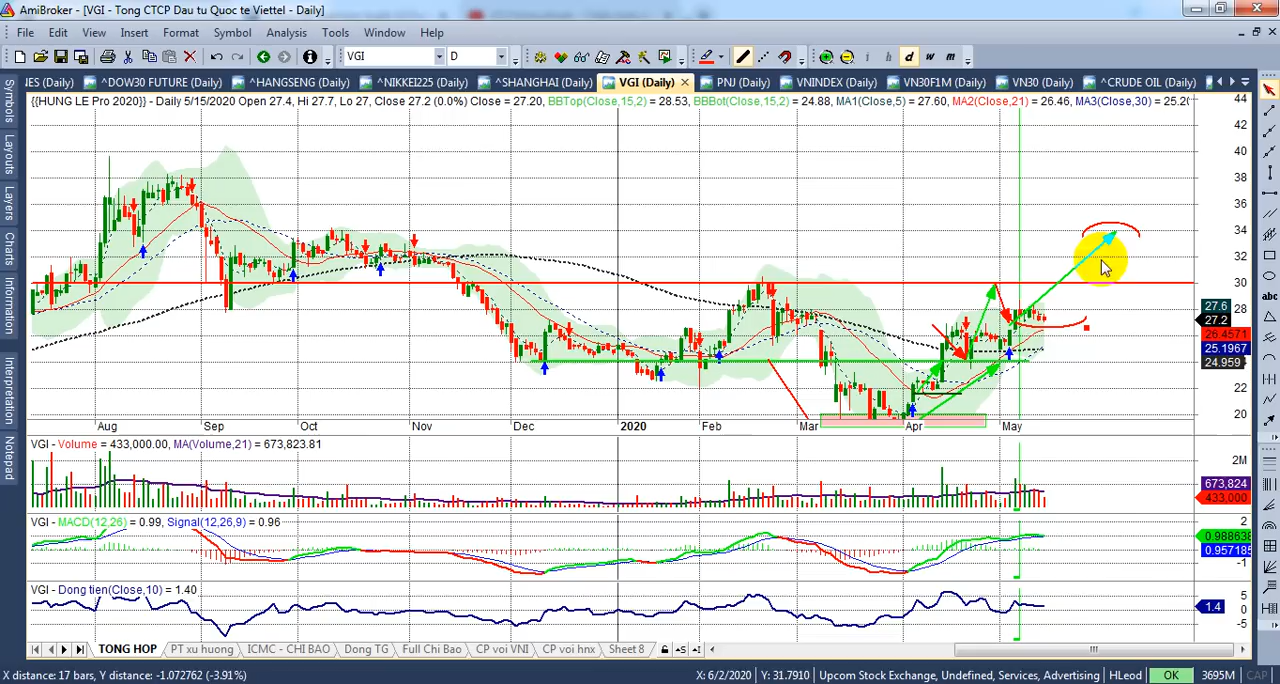 AmiBroker - [VGI - Tong CTCP Dau tu Quoc te Viettel - Daily]
File Edit View Insert Format Symbol Analysis Tools Window Help
VGI D i h d w m
IES (Daily) ^DOW30 FUTURE (Daily) ^HANGSENG (Daily) ^NIKKEI225 (Daily) ^SHANGHAI (Daily) VGI (Daily) PNJ (Daily) VNINDEX (Daily) VN30F1M (Daily) VN30 (Daily) ^CRUDE OIL (Daily)
Symbols
Layouts
Layers
Charts
Information
Interpretation
Notepad
{{HUNG LE Pro 2020}} - Daily 5/15/2020 Open 27.4, Hi 27.7, Lo 27, Close 27.2 (0.0%) Close = 27.20, BBTop(Close,15,2) = 28.53, BBBot(Close,15,2) = 24.88, MA1(Close,5) = 27.60, MA2(Close,21) = 26.46, MA3(Close,30) = 25.20
44
42
40
38
36
34
32
30
28
27.6
27.2
26.4571
25.1967
24.959
22
20
Aug Sep Oct Nov Dec 2020 Feb Mar Apr May
VGI - Volume = 433,000.00, MA(Volume,21) = 673,823.81
2M
673,824
433,000
VGI - MACD(12,26) = 0.99, Signal(12,26,9) = 0.96
2
0.988638
0.957185
-1
VGI - Dong tien(Close,10) = 1.40
5
1.4
0
-5
TONG HOP PT xu huong ICMC - CHI BAO Dong TG Full Chi Bao CP voi VNI CP voi hnx Sheet 8
X distance: 17 bars, Y distance: -1.072762 (-3.91%) X: 6/2/2020 Y: 31.7910 Upcom Stock Exchange, Undefined, Services, Advertising HLeod OK 3695M CAP
abc